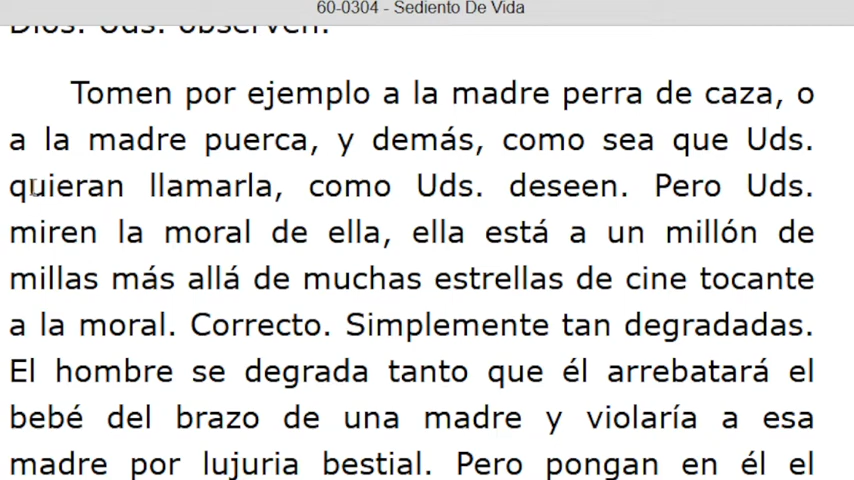 60-0304 - Sediento De Vida
Dios. Uds. observen.
Tomen por ejemplo a la madre perra de caza, o
a la madre puerca, y demás, como sea que Uds.
quieran llamarla, como Uds. deseen. Pero Uds.
miren la moral de ella, ella está a un millón de
millas más allá de muchas estrellas de cine tocante
a la moral. Correcto. Simplemente tan degradadas.
El hombre se degrada tanto que él arrebatará el
bebé del brazo de una madre y violaría a esa
madre por lujuria bestial. Pero pongan en él el